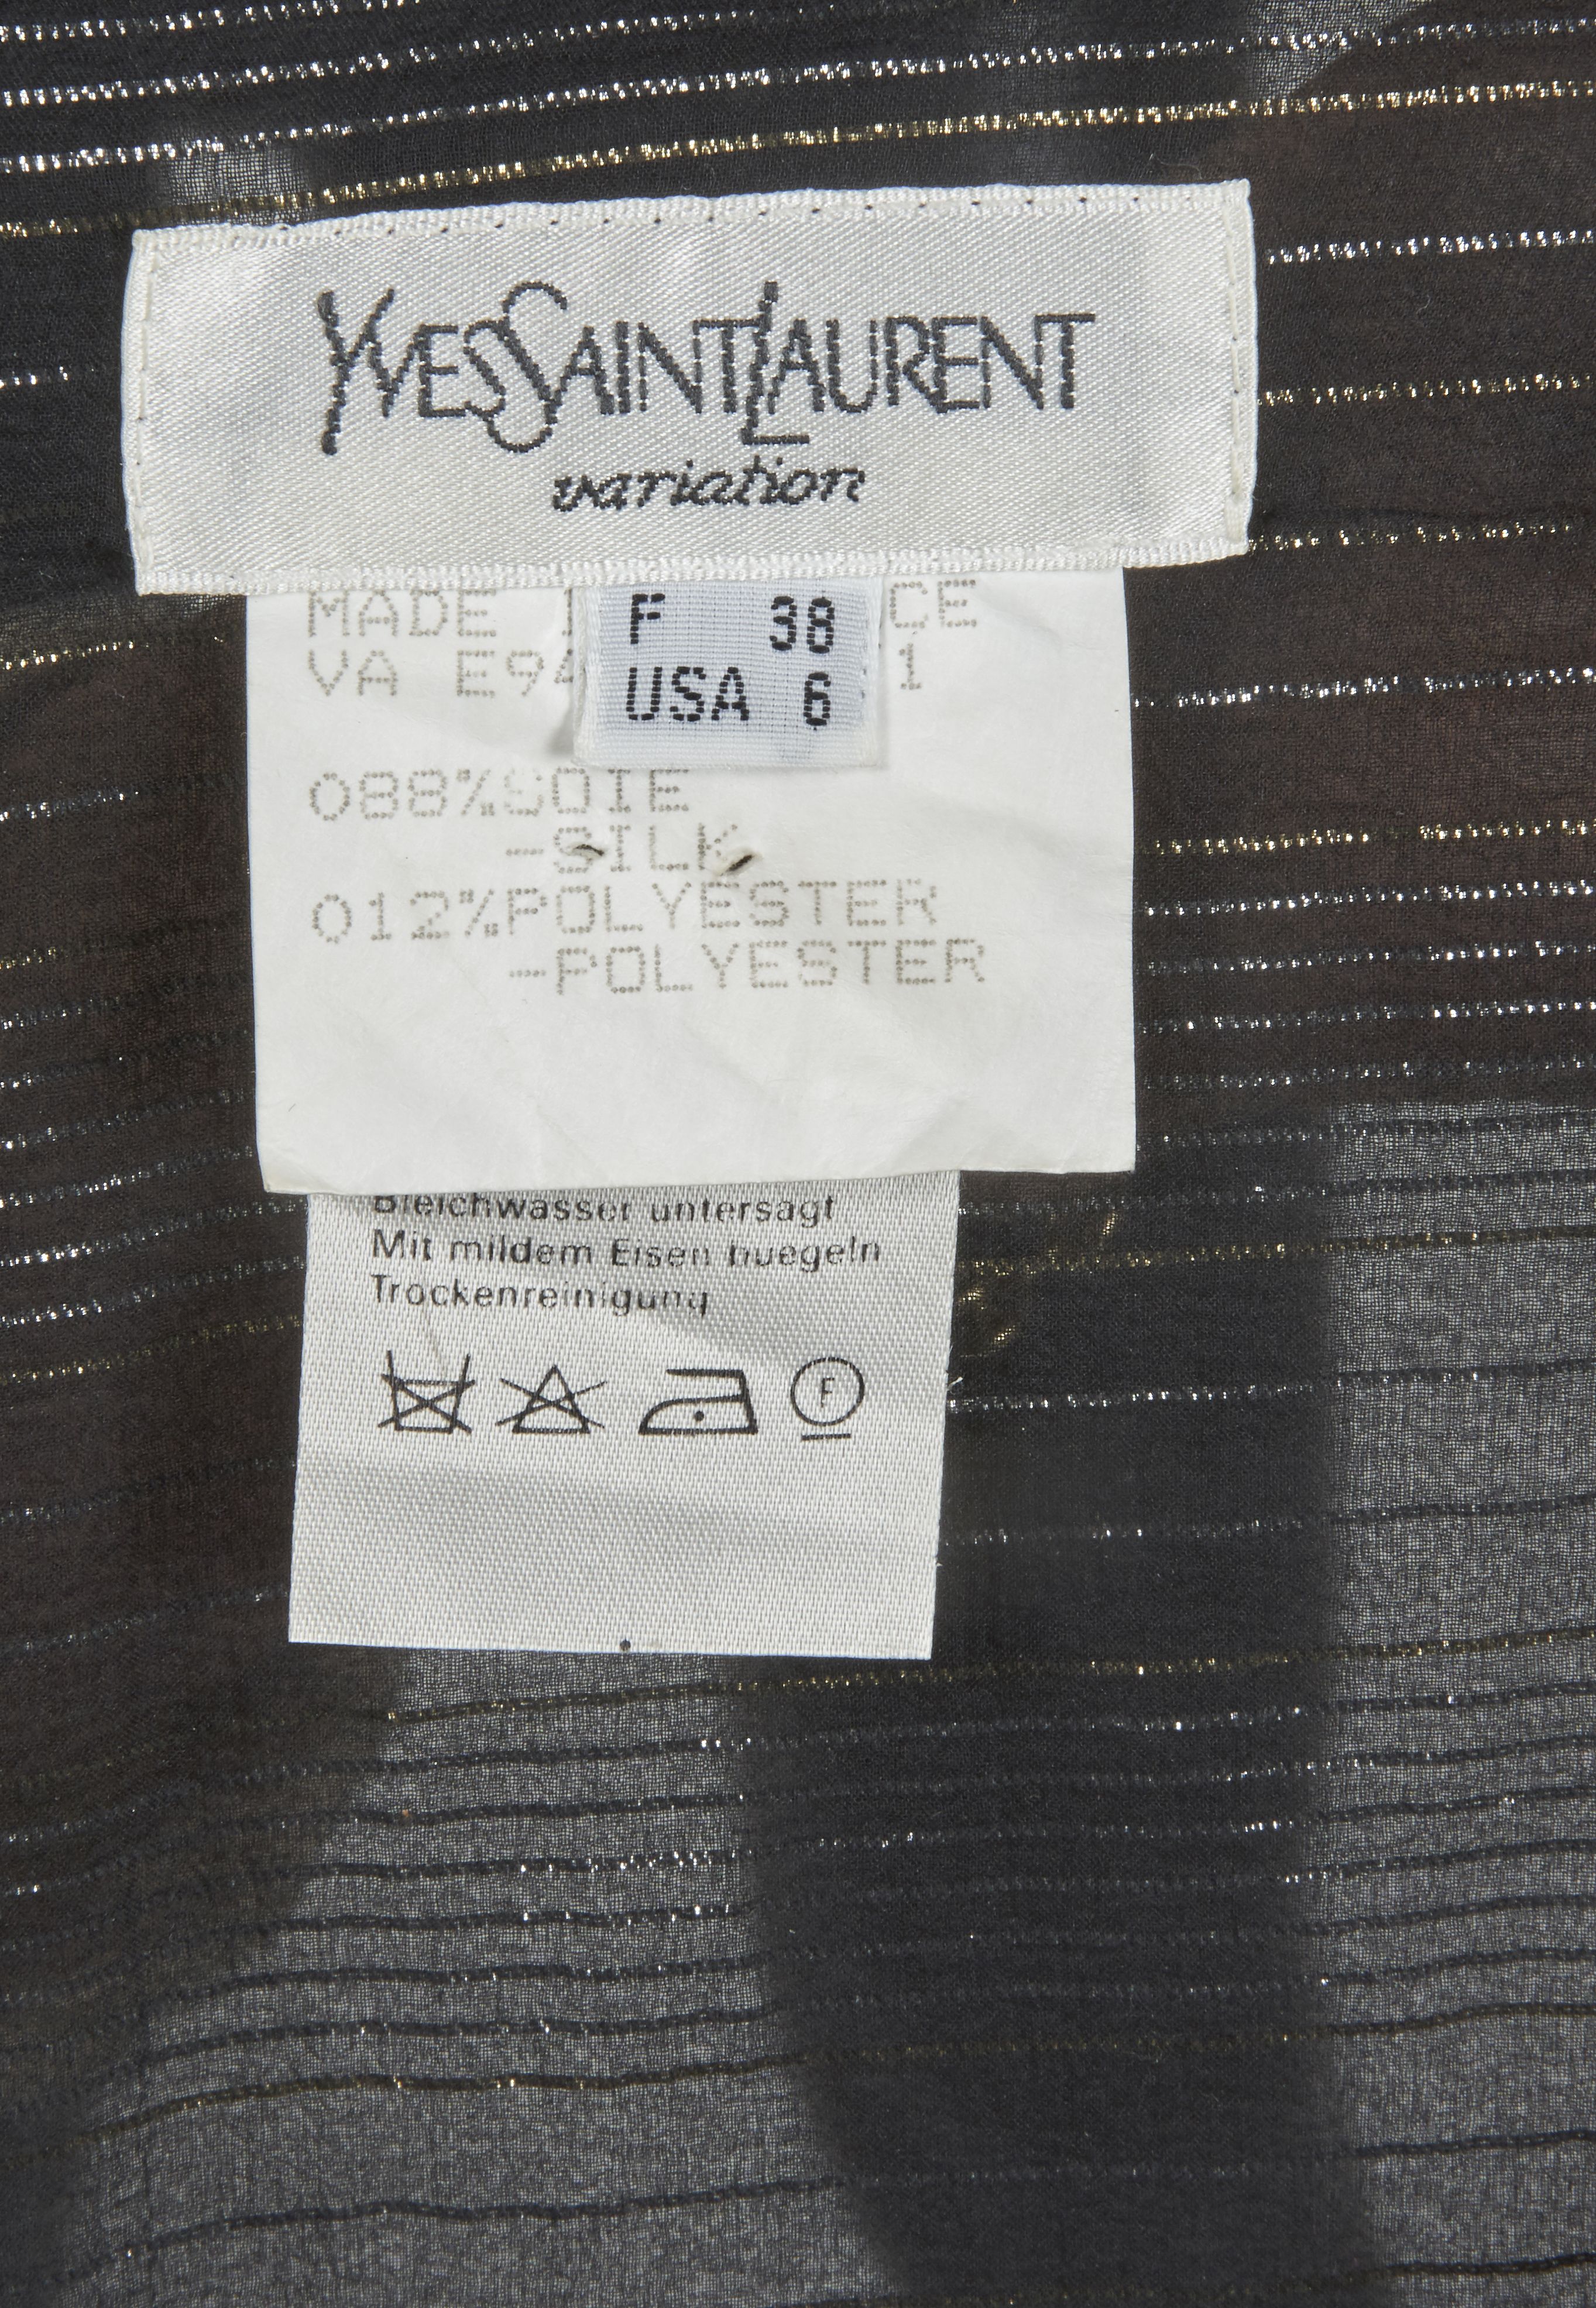 YVESSAINTLAURENT
variation
F 38
USA 6
MADE CE
VA E94 1
088%SOIE
-SILK
012%POLYESTER
-POLYESTER
Bleichwasser untersagt
Mit mildem Eisen buegeln
Trockenreinigung
F